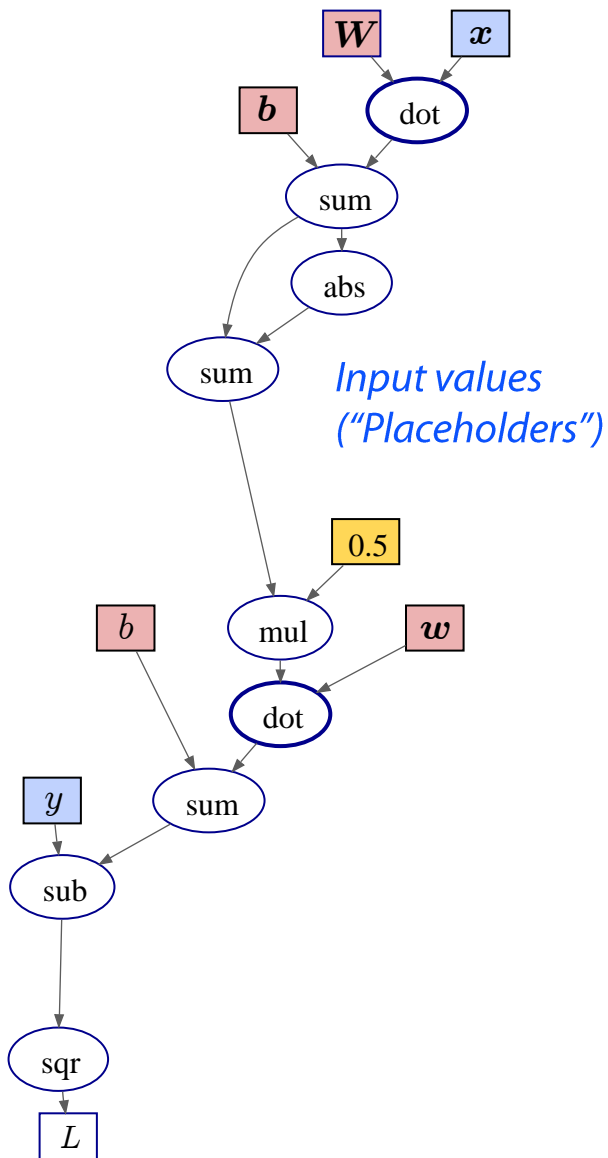 W x
dot
b
sum
abs
sum
Input values
(“Placeholders”)
0.5
b mul w
dot
y sum
sub
sqr
L